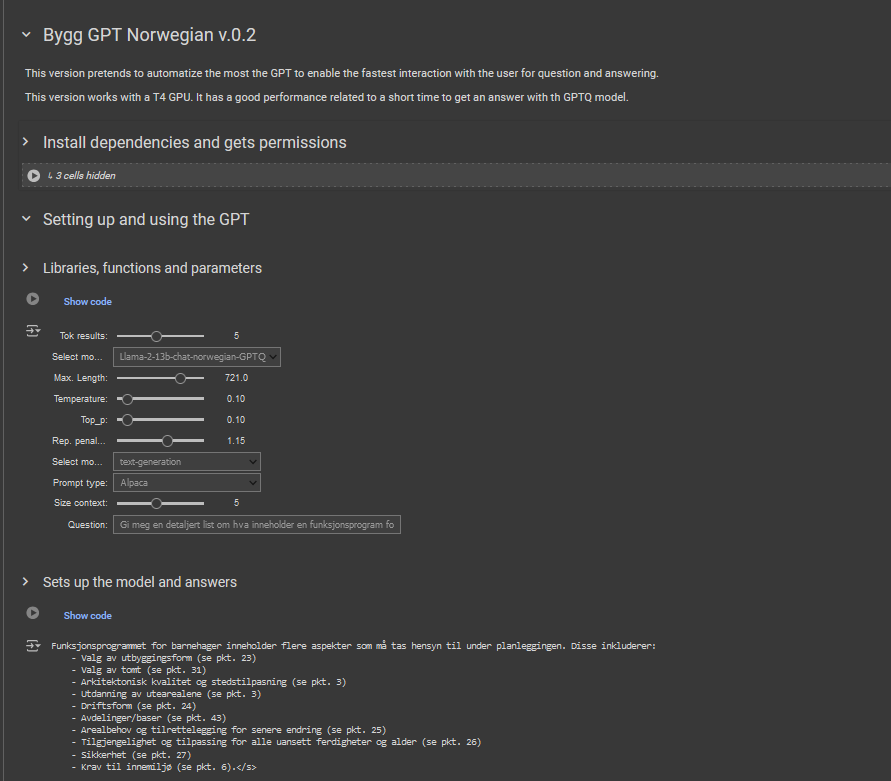 Bygg GPT Norwegian v.0.2
This version pretends to automatize the most the GPT to enable the fastest interaction with the user for question and answering.
This version works with a T4 GPU. It has a good performance related to a short time to get an answer with th GPTQ model.
Install dependencies and gets permissions
↳ 3 cells hidden
Setting up and using the GPT
Libraries, functions and parameters
Show code
Tok results: 5
Select mo... Llama-2-13b-chat-norwegian-GPTQ
Max. Length: 721.0
Temperature: 0.10
Top_p: 0.10
Rep. penal... 1.15
Select mo... text-generation
Prompt type: Alpaca
Size context: 5
Question: Gi meg en detaljert list om hva inneholder en funksjonsprogram fo
Sets up the model and answers
Show code
Funksjonsprogrammet for barnehager inneholder flere aspekter som må tas hensyn til under planleggingen. Disse inkluderer:
- Valg av utbyggingsform (se pkt. 23)
- Valg av tomt (se pkt. 31)
- Arkitektonisk kvalitet og stedstilpasning (se pkt. 3)
- Utdanning av utearealene (se pkt. 3)
- Driftsform (se pkt. 24)
- Avdelinger/baser (se pkt. 43)
- Arealbehov og tilrettelegging for senere endring (se pkt. 25)
- Tilgjengelighet og tilpassing for alle uansett ferdigheter og alder (se pkt. 26)
- Sikkerhet (se pkt. 27)
- Krav til innemiljø (se pkt. 6).</s>